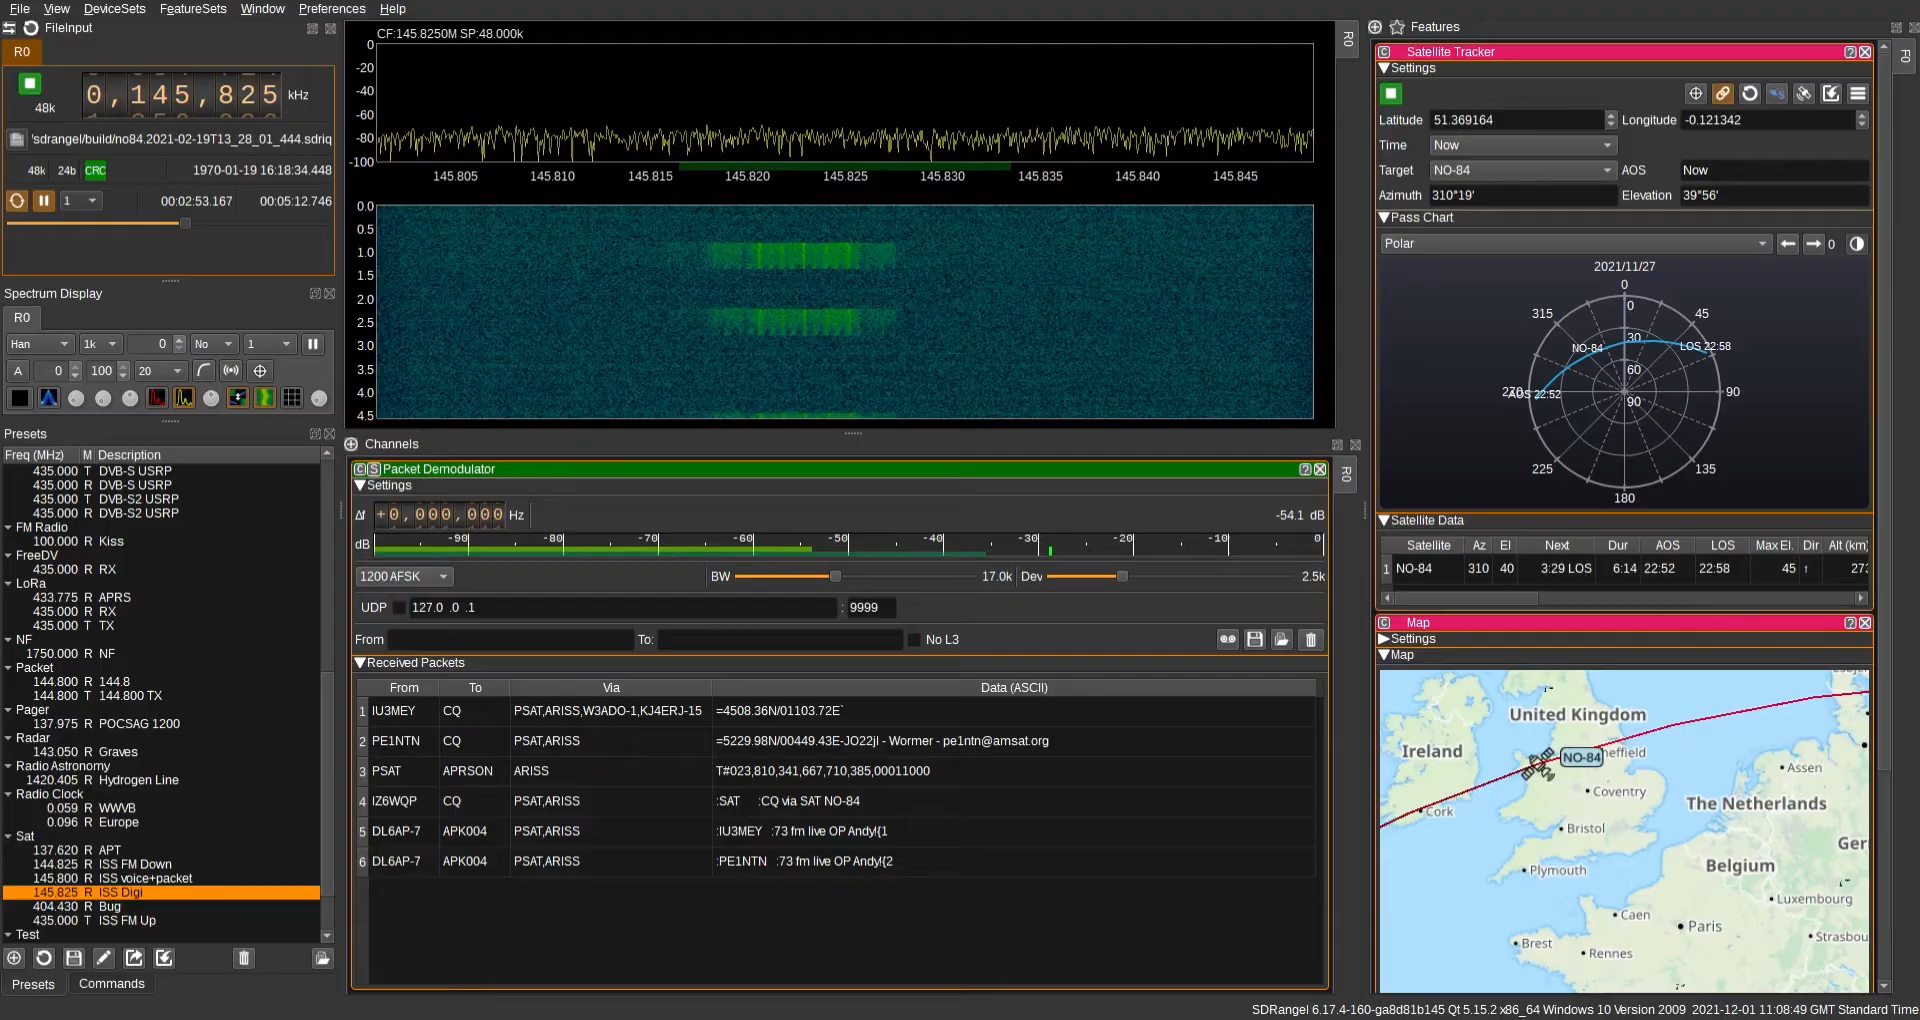 File View DeviceSets FeatureSets Window Preferences Help
FileInput
R0
48k
0,145,825 kHz
'sdrangel/build/no84.2021-02-19T13_28_01_444.sdriq
48k 24b CRC 1970-01-19 16:18:34.448
1 00:02:53.167 00:05:12.746
Spectrum Display
R0
Han 1k 0 No 1
A 0 100 20
Presets
Freq (MHz) M Description
435.000 R DVB-S USRP
435.000 R DVB-S USRP
435.000 T DVB-S2 USRP
435.000 R DVB-S2 USRP
FM Radio
100.000 R Kiss
FreeDV
435.000 R RX
LoRa
433.775 R APRS
435.000 R RX
435.000 T TX
NF
1750.000 R NF
Packet
144.800 R 144.8
144.800 T 144.800 TX
Pager
137.975 R POCSAG 1200
Radar
143.050 R Graves
Radio Astronomy
1420.405 R Hydrogen Line
Radio Clock
0.059 R WWVB
0.096 R Europe
Sat
137.620 R APT
144.825 R ISS FM Down
145.800 R ISS voice+packet
145.825 R ISS Digi
404.430 R Bug
435.000 T ISS FM Up
Test
Presets Commands
CF:145.8250M SP:48.000k
R0
0
-20
-40
-60
-80
-100
145.805 145.810 145.815 145.820 145.825 145.830 145.835 145.840 145.845
0.0
0.5
1.0
1.5
2.0
2.5
3.0
3.5
4.0
4.5
Channels
R0
C S Packet Demodulator ?
Settings
Δf +0,000,000 Hz -54.1 dB
dB -90 -80 -70 -60 -50 -40 -30 -20 -10 0
1200 AFSK BW 17.0k Dev 2.5k
UDP 127.0 .0 .1 : 9999
From To: No L3
Received Packets
From To Via Data (ASCII)
1 IU3MEY CQ PSAT,ARISS,W3ADO-1,KJ4ERJ-15 =4508.36N/01103.72E`
2 PE1NTN CQ PSAT,ARISS =5229.98N/00449.43E-JO22jl - Wormer - pe1ntn@amsat.org
3 PSAT APRSON ARISS T#023,810,341,667,710,385,00011000
4 IZ6WQP CQ PSAT,ARISS :SAT :CQ via SAT NO-84
5 DL6AP-7 APK004 PSAT,ARISS :IU3MEY :73 fm live OP Andy!{1
6 DL6AP-7 APK004 PSAT,ARISS :PE1NTN :73 fm live OP Andy!{2
Features
F0
C Satellite Tracker ?
Settings
Latitude 51.369164 Longitude -0.121342
Time Now
Target NO-84 AOS Now
Azimuth 310°19' Elevation 39°56'
Pass Chart
Polar 0
2021/11/27
0
315 0 45
NO-84 30 LOS 22:58
60
270 AOS 22:52 90 90
225 135
180
Satellite Data
Satellite Az El Next Dur AOS LOS Max El. Dir Alt (km)
1 NO-84 310 40 3:29 LOS 6:14 22:52 22:58 45 ↑ 273
C Map ?
Settings
Map
United Kingdom
Ireland
NO-84 heffield
Assen
Coventry
The Netherlands
Cork
Bristol
Ger
Belgium
Plymouth
Luxembourg
Caen
Paris
Strasbou
Brest
Rennes
SDRangel 6.17.4-160-ga8d81b145 Qt 5.15.2 x86_64 Windows 10 Version 2009 2021-12-01 11:08:49 GMT Standard Time